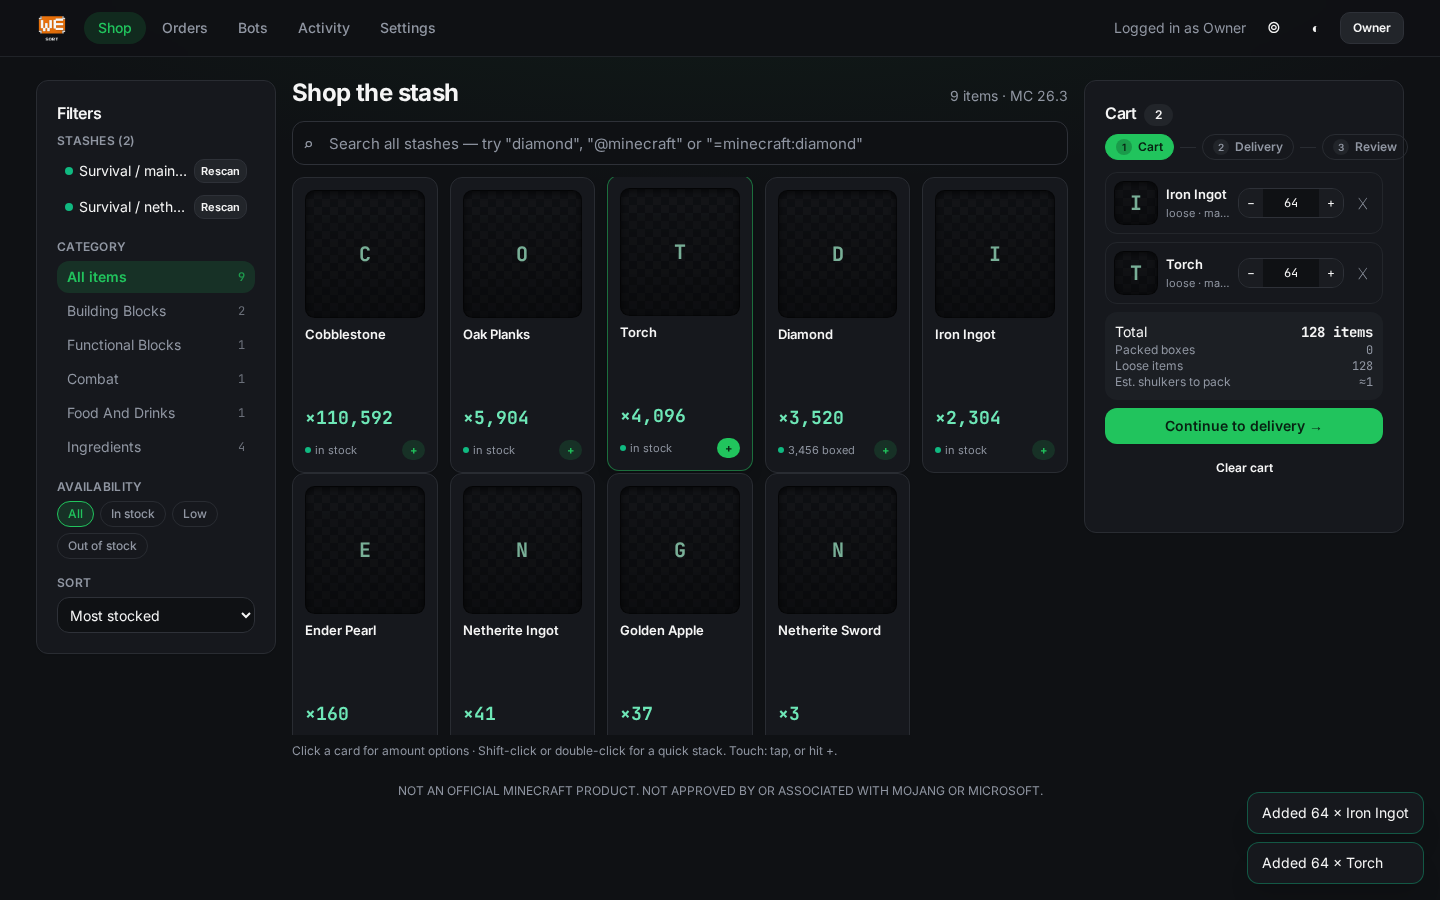 WE
SORT
Shop
Orders
Bots
Activity
Settings
Logged in as Owner
Owner
Filters
STASHES (2)
Survival / main...
Rescan
Survival / neth...
Rescan
CATEGORY
All items 9
Building Blocks 2
Functional Blocks 1
Combat 1
Food And Drinks 1
Ingredients 4
AVAILABILITY
All
In stock
Low
Out of stock
SORT
Most stocked
Shop the stash
9 items · MC 26.3
Search all stashes — try "diamond", "@minecraft" or "=minecraft:diamond"
C
Cobblestone
×110,592
in stock
+
O
Oak Planks
×5,904
in stock
+
T
Torch
×4,096
in stock
+
D
Diamond
×3,520
3,456 boxed
+
I
Iron Ingot
×2,304
in stock
+
E
Ender Pearl
×160
N
Netherite Ingot
×41
G
Golden Apple
×37
N
Netherite Sword
×3
Click a card for amount options · Shift-click or double-click for a quick stack. Touch: tap, or hit +.
Cart 2
1 Cart
2 Delivery
3 Review
I
Iron Ingot
loose · ma...
− 64 +
X
T
Torch
loose · ma...
− 64 +
X
Total 128 items
Packed boxes 0
Loose items 128
Est. shulkers to pack ≈1
Continue to delivery →
Clear cart
NOT AN OFFICIAL MINECRAFT PRODUCT. NOT APPROVED BY OR ASSOCIATED WITH MOJANG OR MICROSOFT.
Added 64 × Iron Ingot
Added 64 × Torch